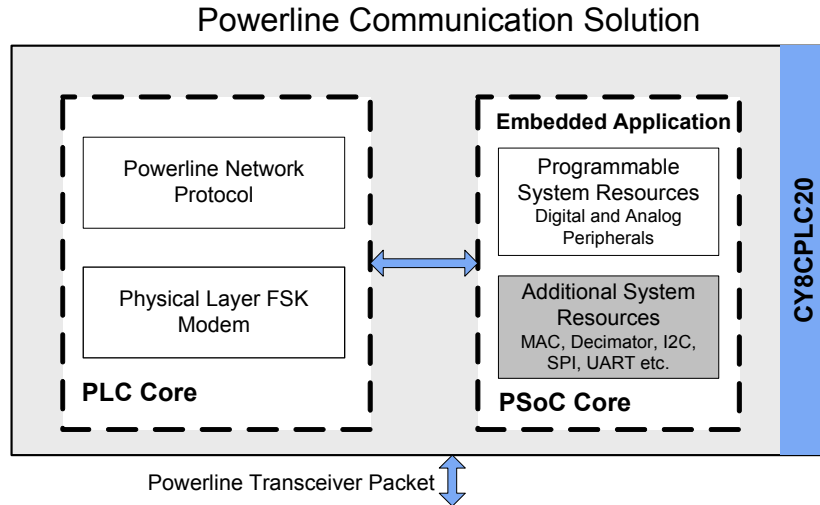 Powerline Communication Solution
Powerline Network
Protocol
Physical Layer FSK
Modem
PLC Core
Embedded Application
Programmable
System Resources
Digital and Analog
Peripherals
Additional System
Resources
MAC, Decimator, I2C,
SPI, UART etc.
PSoC Core
CY8CPLC20
Powerline Transceiver Packet